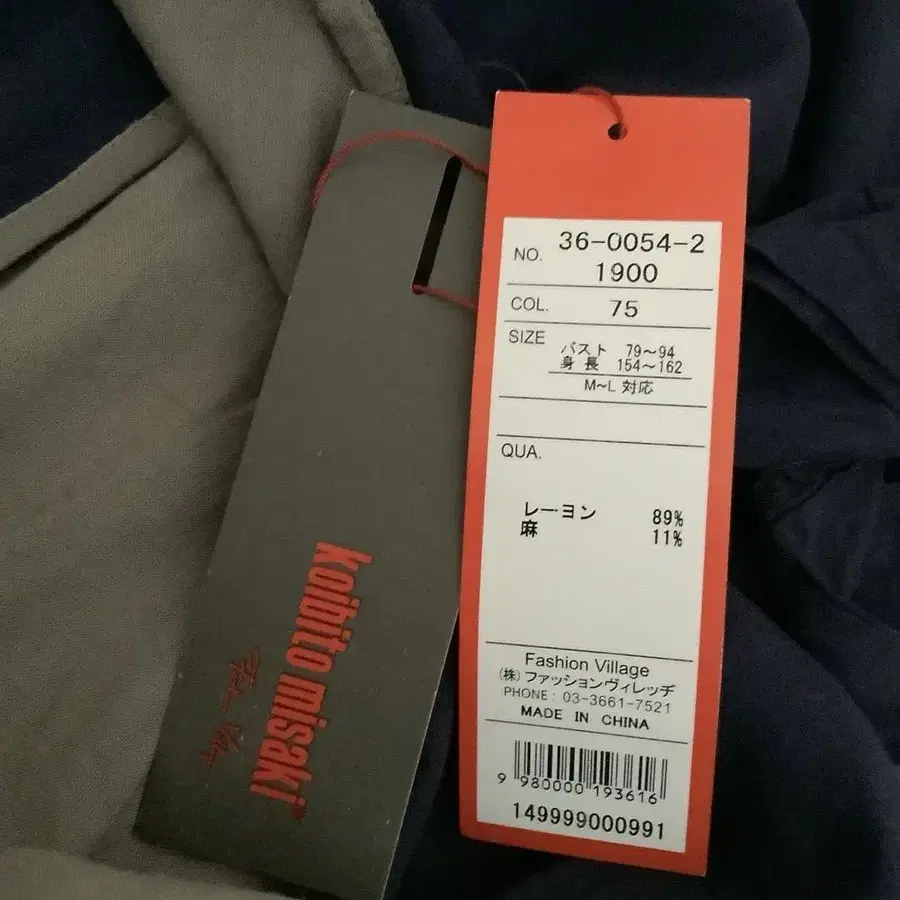 koibito misaki
Fashion Village
NO. 36-0054-2
1900
COL. 75
SIZE
バスト 79～94
身長 154～162
M～L 対応
QUA.
レーヨン 89%
麻 11%
Fashion Village
(株)ファッションヴィレッヂ
PHONE : 03-3661-7521
MADE IN CHINA
9 980000 193616
149999000991